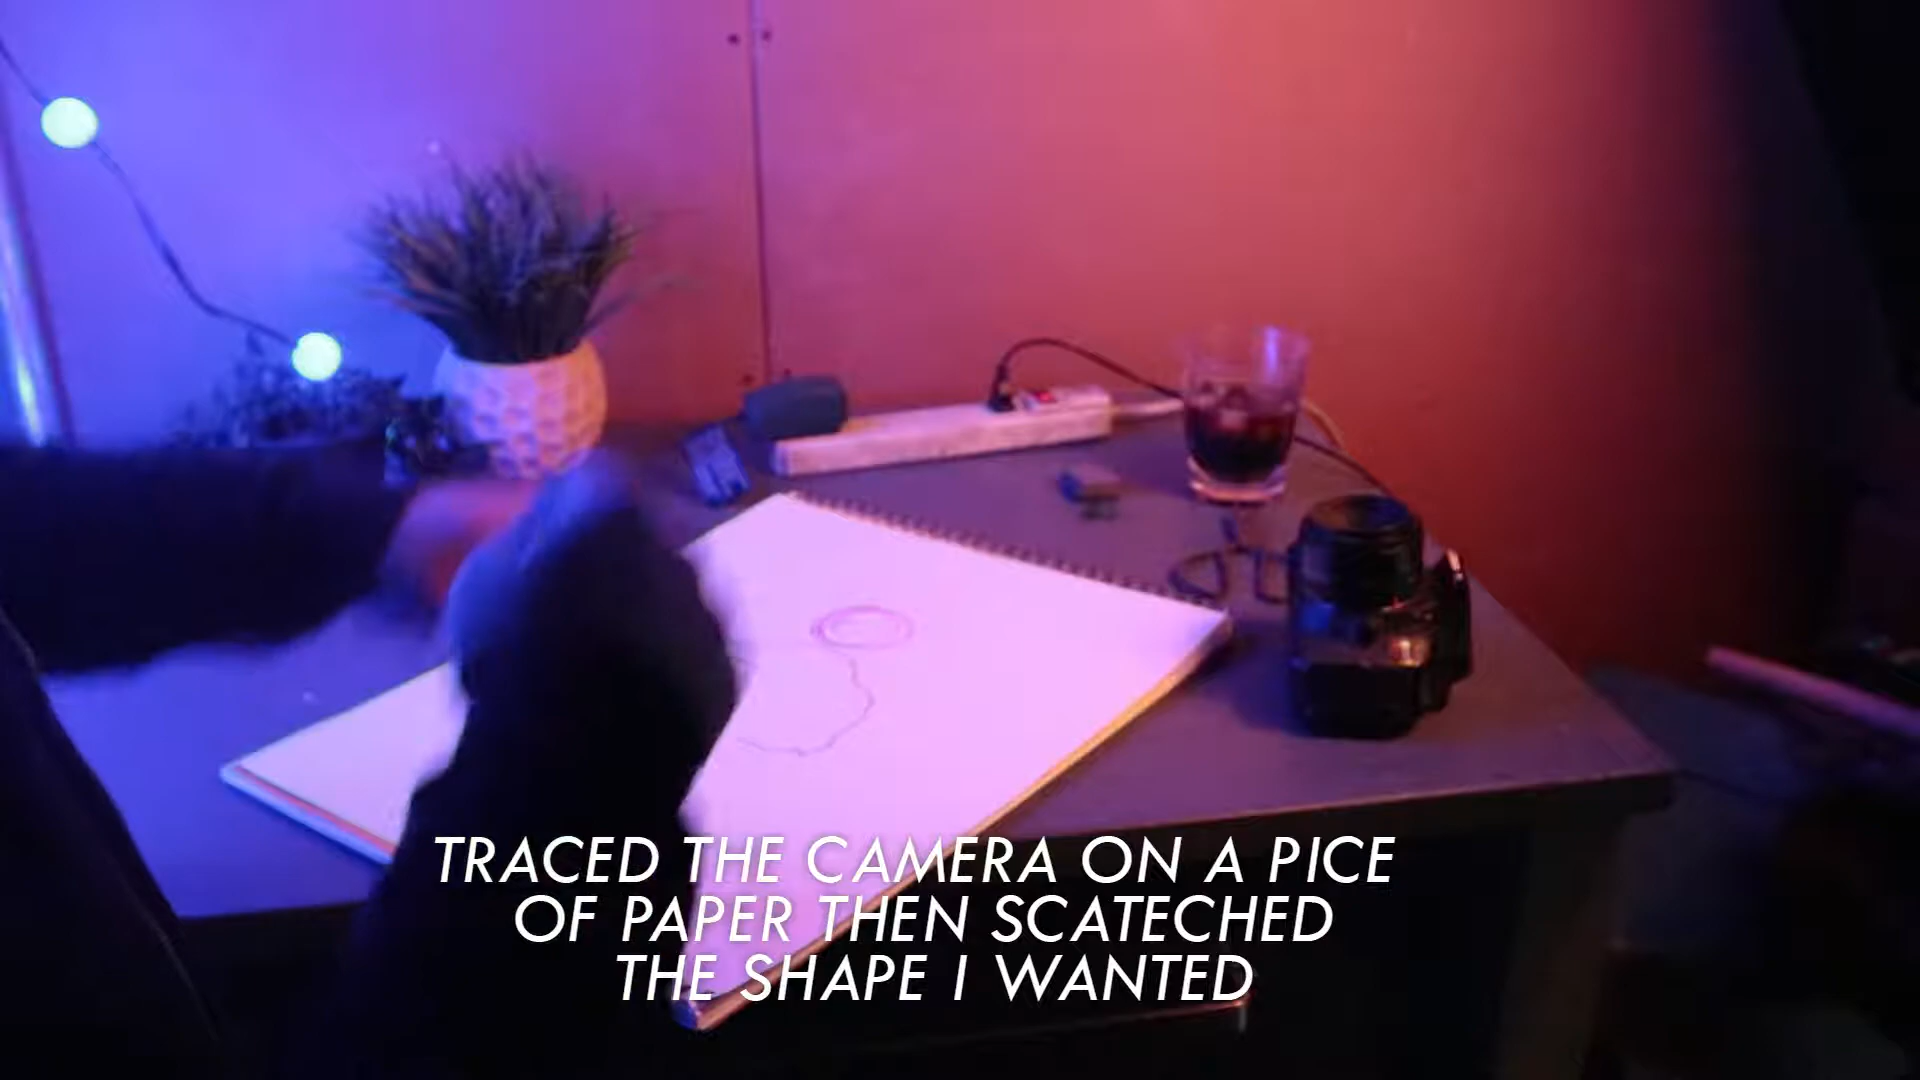 TRACED THE CAMERA ON A PICE
OF PAPER THEN SCATECHED
THE SHAPE I WANTED